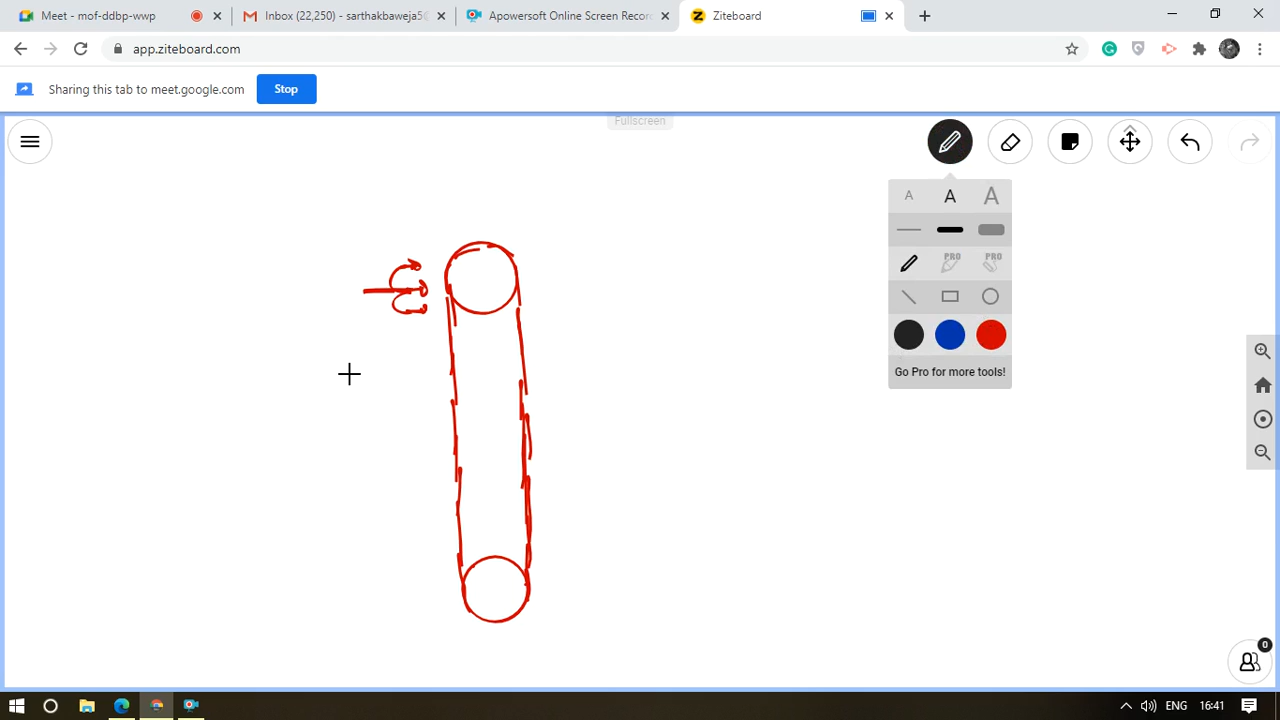 Meet - mof-ddbp-wwp
Inbox (22,250) - sarthakbaweja5
Apowersoft Online Screen Recor
Ziteboard
app.ziteboard.com
Sharing this tab to meet.google.com
Stop
Fullscreen
A A A
PRO PRO
Go Pro for more tools!
0
ENG
16:41